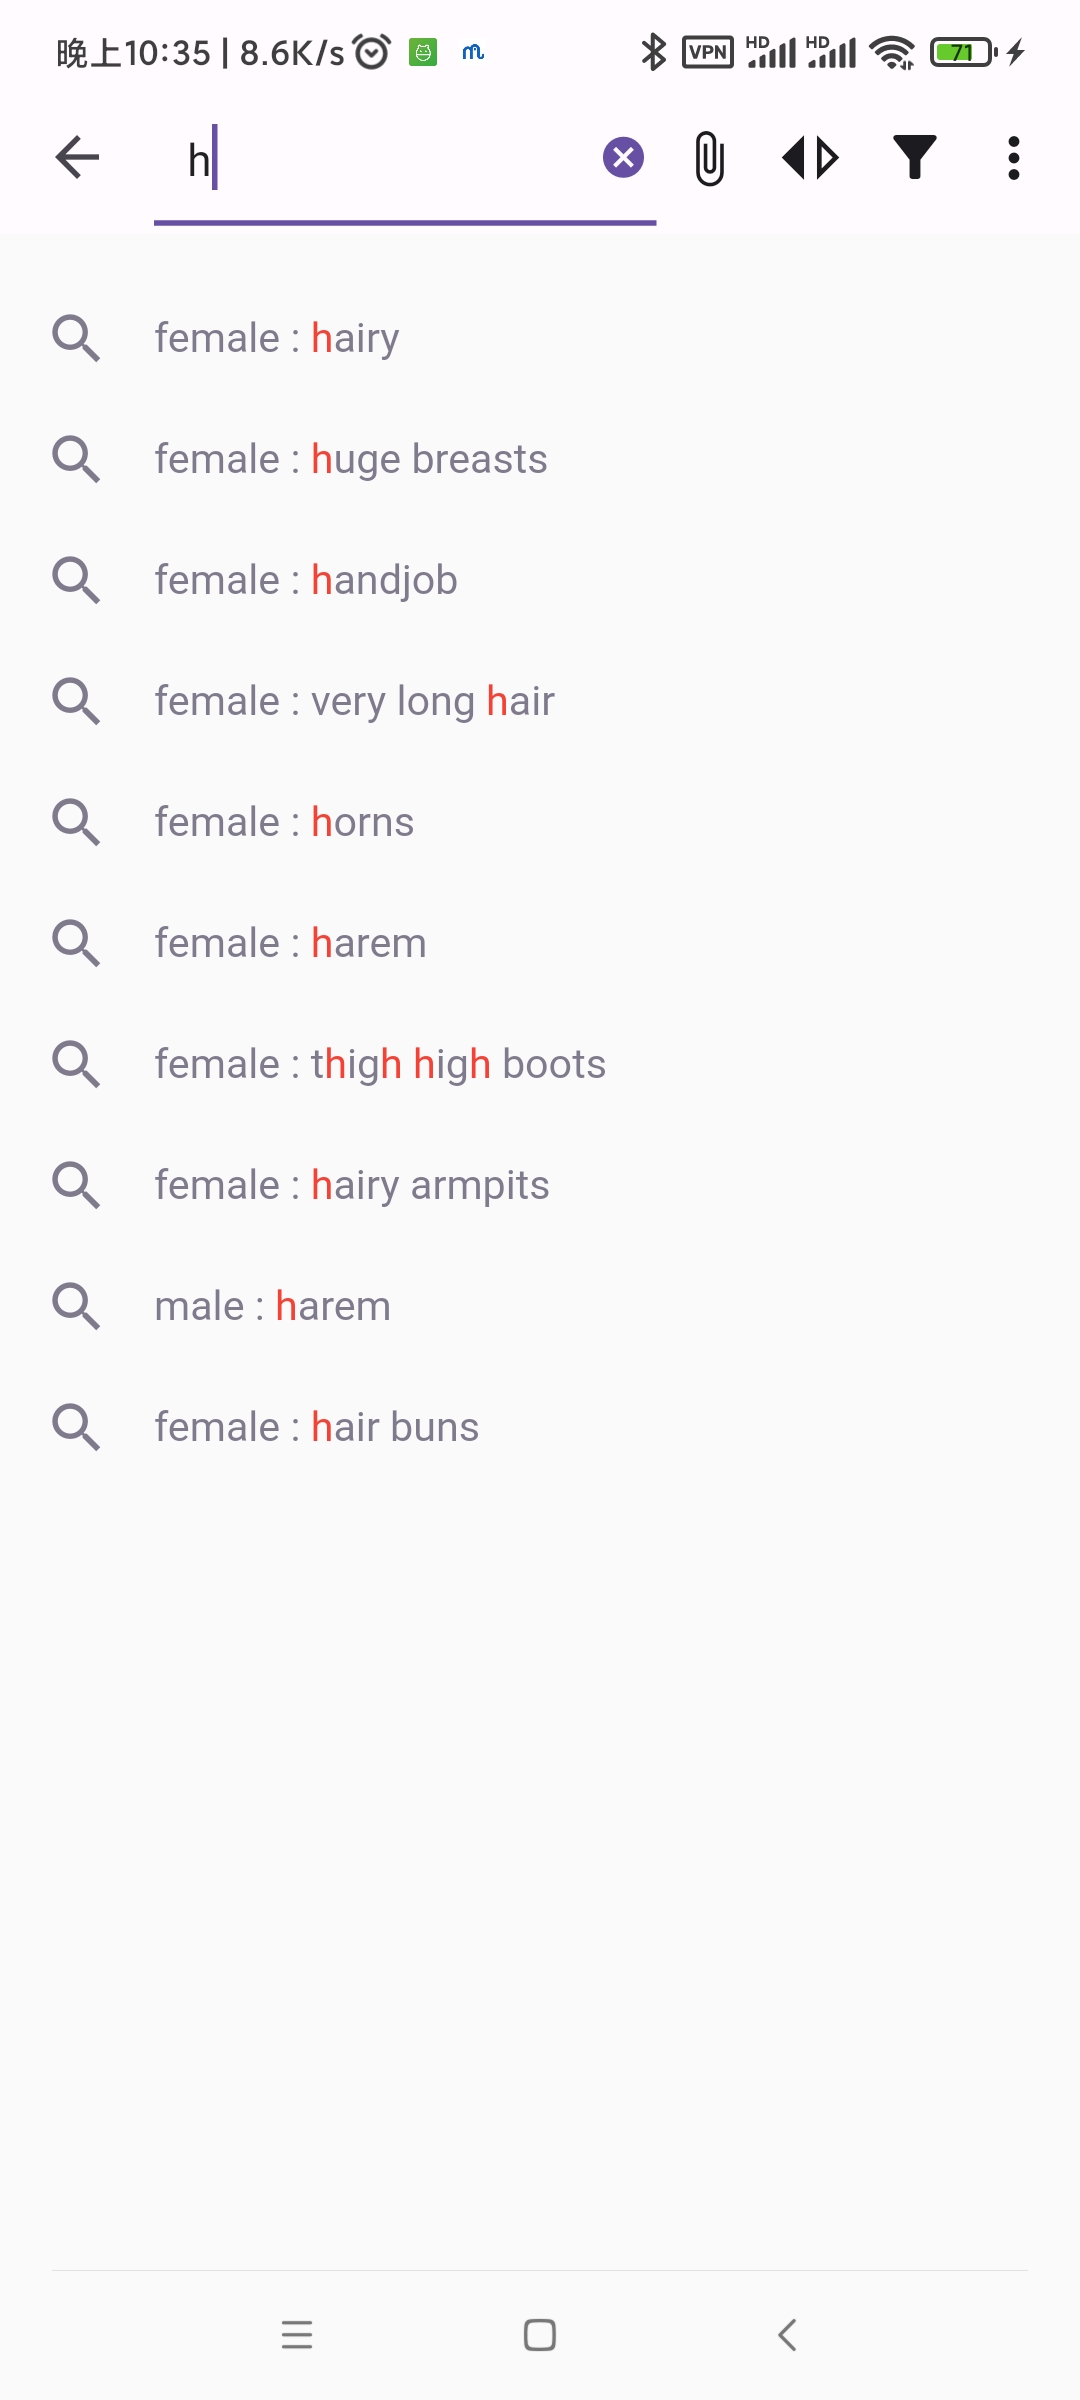 晚上10:35 | 8.6K/s VPN HD HD 71
h
female : hairy
female : huge breasts
female : handjob
female : very long hair
female : horns
female : harem
female : thigh high boots
female : hairy armpits
male : harem
female : hair buns